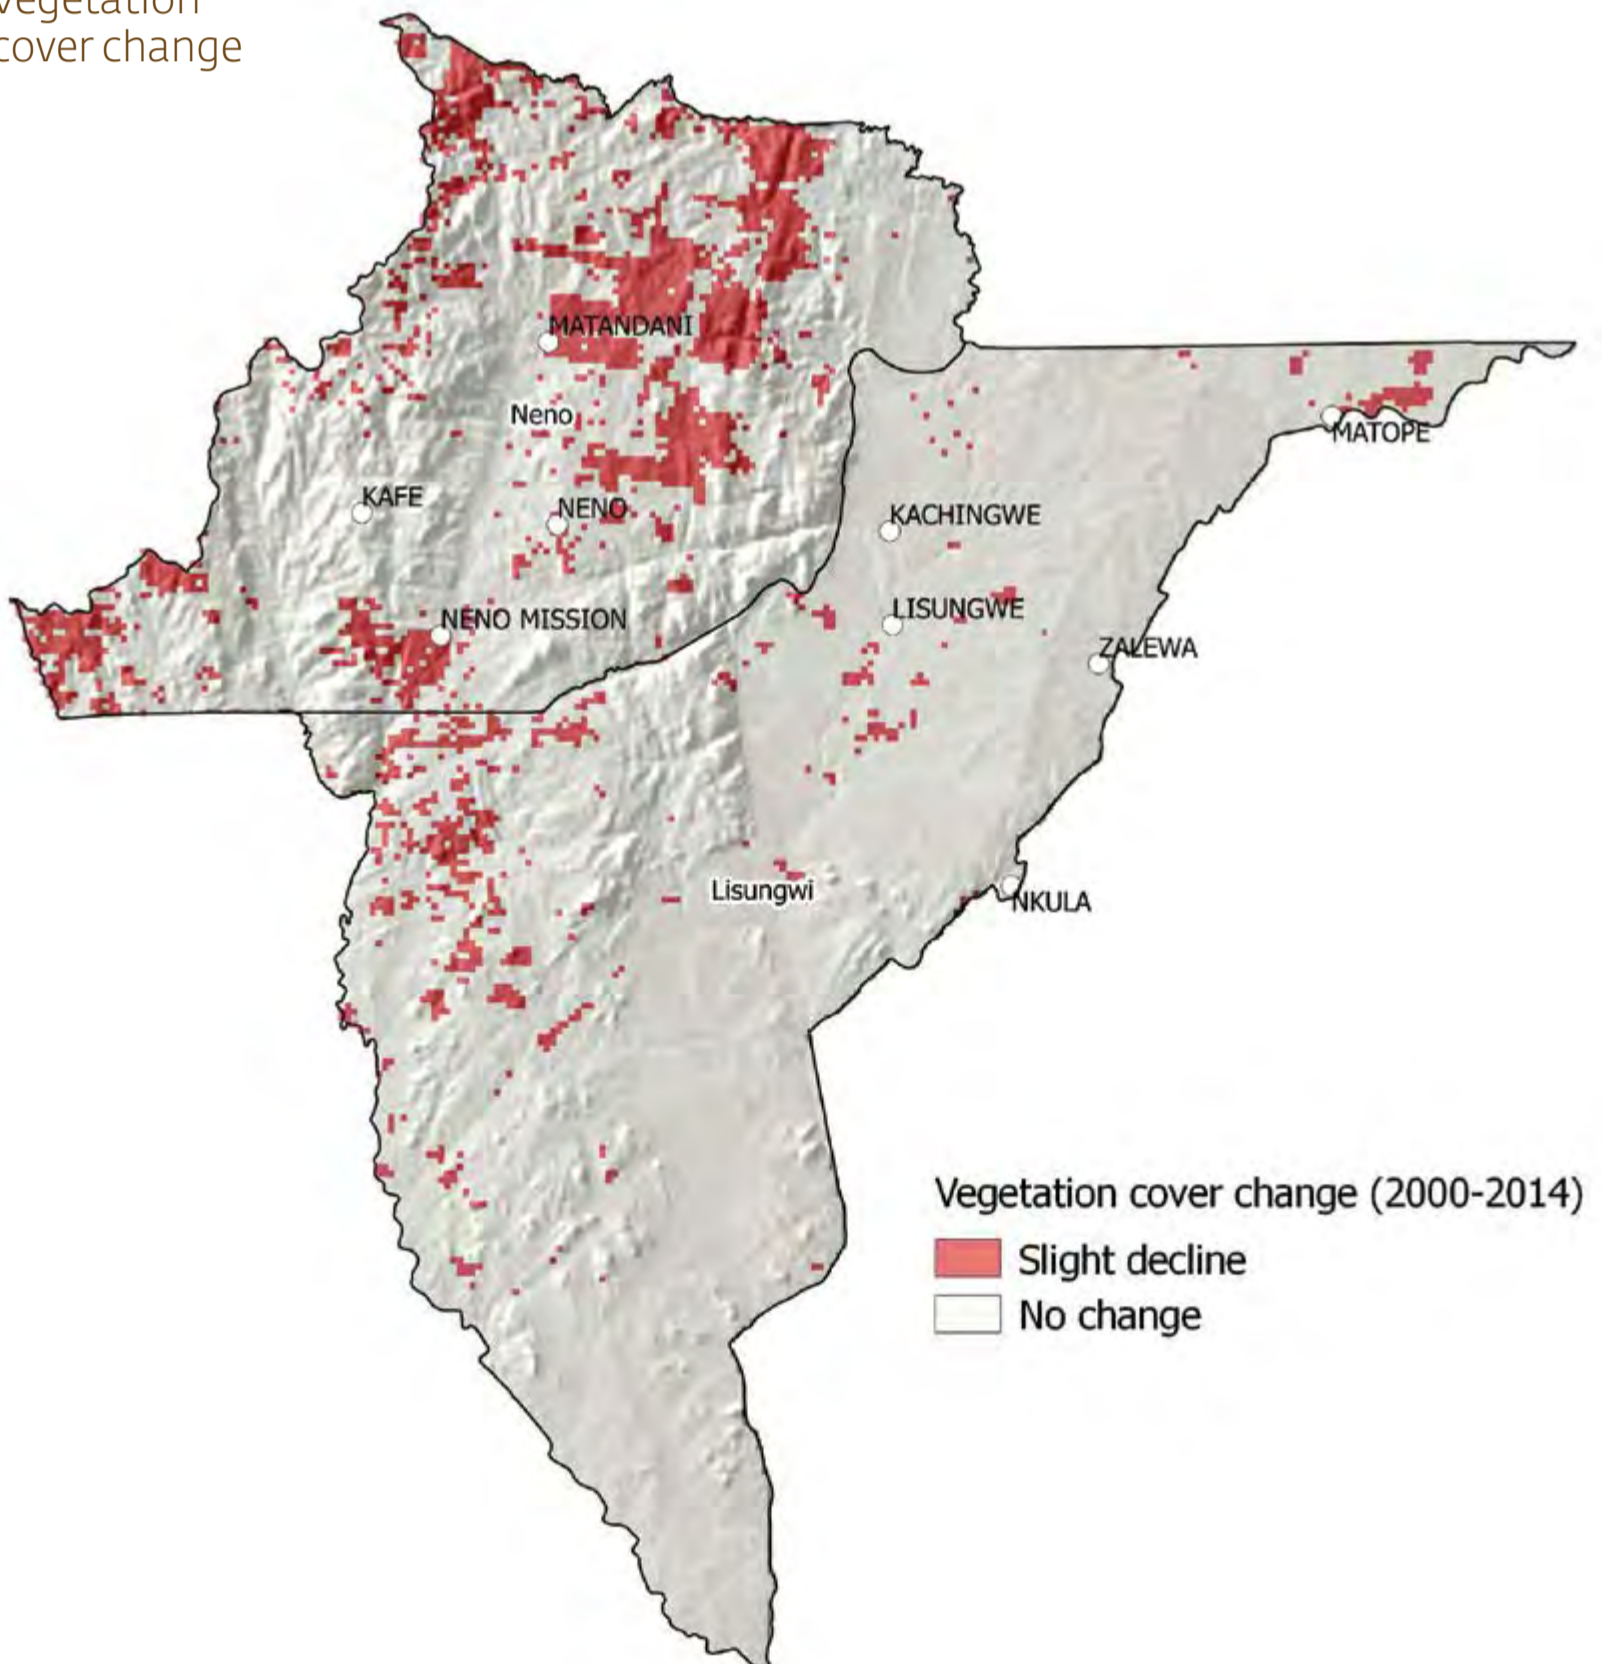 vegetation
cover change
MATANDANI
Neno
MATOPE
KAFE
NENO
KACHINGWE
LISUNGWE
NENO MISSION
ZALEWA
Lisungwi
NKULA
Vegetation cover change (2000-2014)
Slight decline
No change